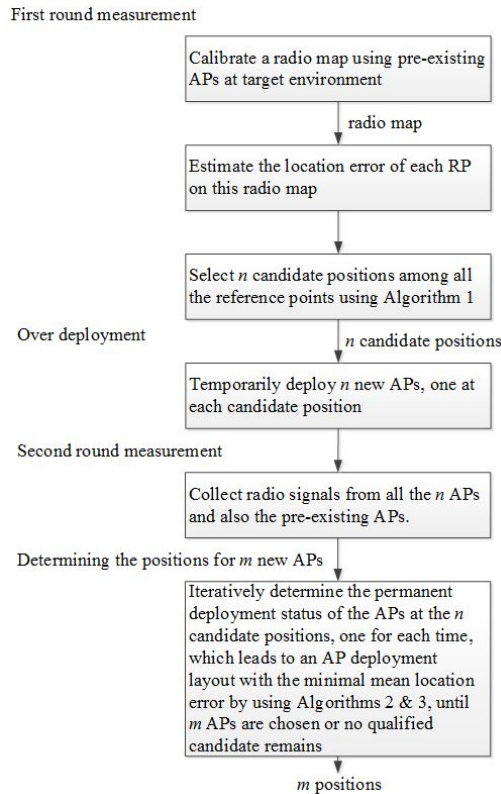 First round measurement
Calibrate a radio map using pre-existing
APs at target environment
radio map
Estimate the location error of each RP
on this radio map
Select n candidate positions among all
the reference points using Algorithm 1
Over deployment
n candidate positions
Temporarily deploy n new APs, one at
each candidate position
Second round measurement
Collect radio signals from all the n APs
and also the pre-existing APs.
Determining the positions for m new APs
Iteratively determine the permanent
deployment status of the APs at the n
candidate positions, one for each time,
which leads to an AP deployment
layout with the minimal mean location
error by using Algorithms 2 & 3, until
m APs are chosen or no qualified
candidate remains
m positions